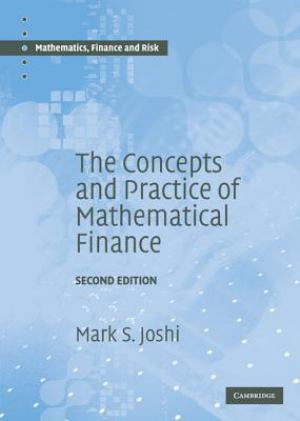 Mathematics, Finance and Risk
The Concepts
and Practice of
Mathematical
Finance
SECOND EDITION
Mark S. Joshi
CAMBRIDGE